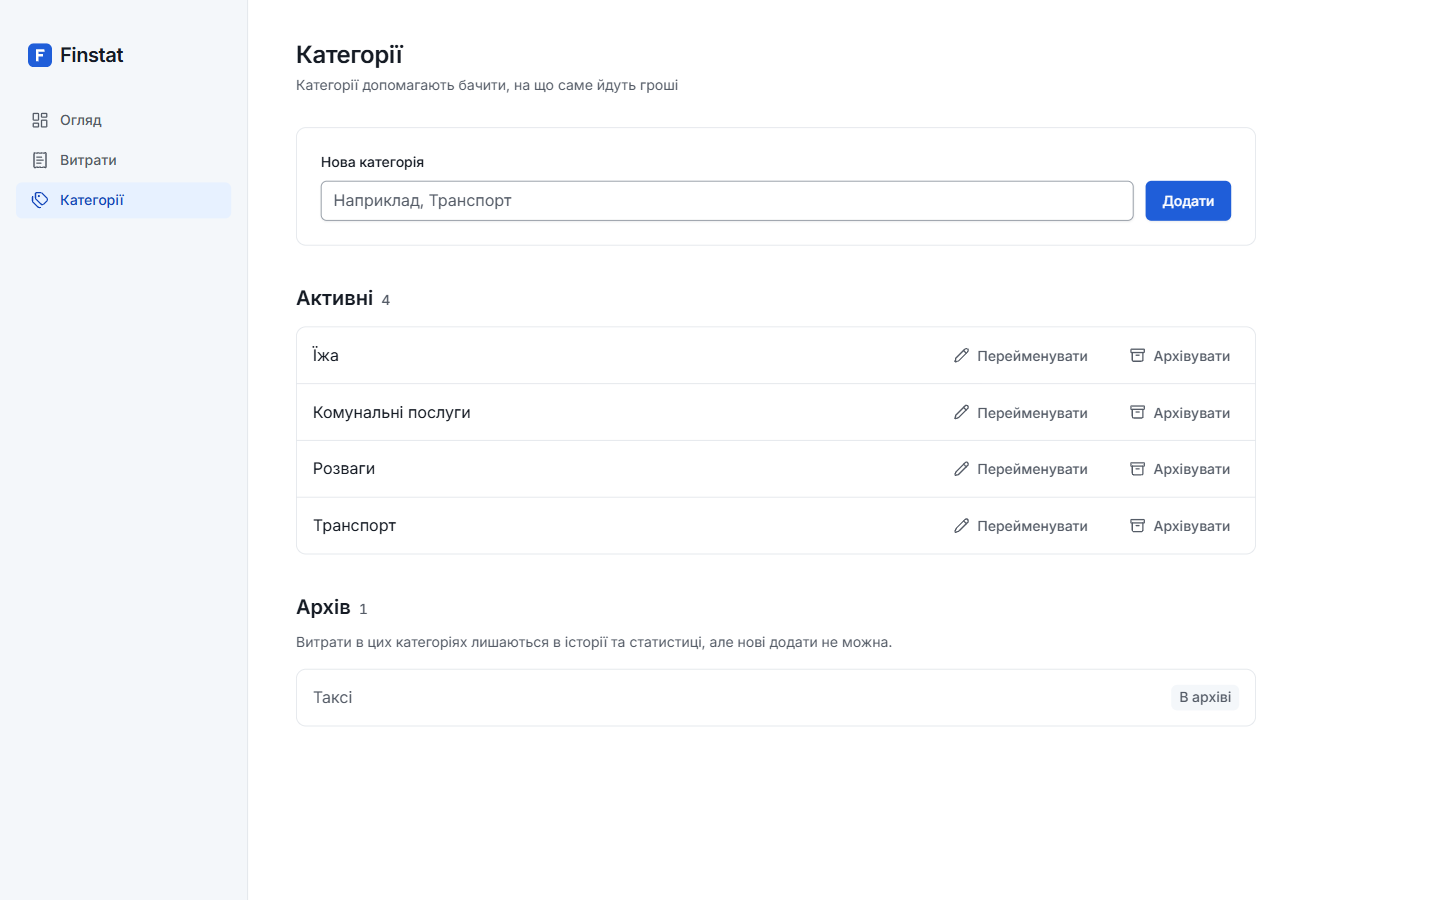 F Finstat
Огляд
Витрати
Категорії
Категорії
Категорії допомагають бачити, на що саме йдуть гроші
Нова категорія
Наприклад, Транспорт
Додати
Активні 4
Їжа Перейменувати Архівувати
Комунальні послуги Перейменувати Архівувати
Розваги Перейменувати Архівувати
Транспорт Перейменувати Архівувати
Архів 1
Витрати в цих категоріях лишаються в історії та статистиці, але нові додати не можна.
Таксі В архіві